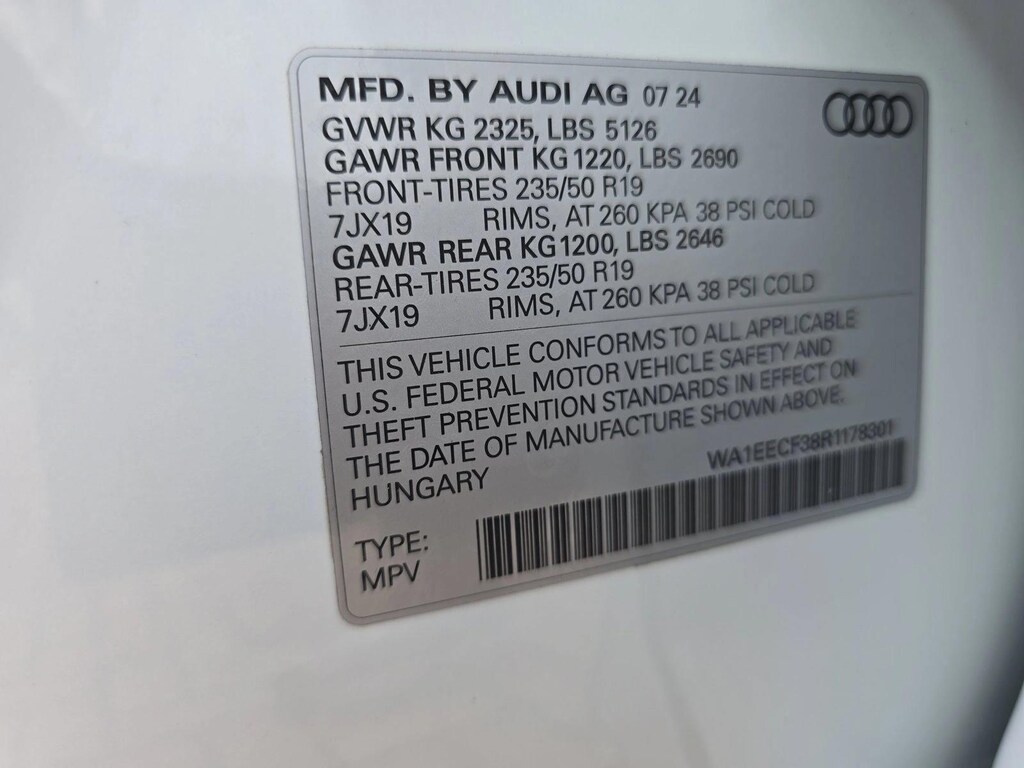 MFD. BY AUDI AG 07 24
GVWR KG 2325, LBS 5126
GAWR FRONT KG 1220, LBS 2690
FRONT-TIRES 235/50 R19
7JX19 RIMS, AT 260 KPA 38 PSI COLD
GAWR REAR KG 1200, LBS 2646
REAR-TIRES 235/50 R19
7JX19 RIMS, AT 260 KPA 38 PSI COLD
THIS VEHICLE CONFORMS TO ALL APPLICABLE
U.S. FEDERAL MOTOR VEHICLE SAFETY AND
THEFT PREVENTION STANDARDS IN EFFECT ON
THE DATE OF MANUFACTURE SHOWN ABOVE.
HUNGARY WA1EECF38R1178301
TYPE:
MPV